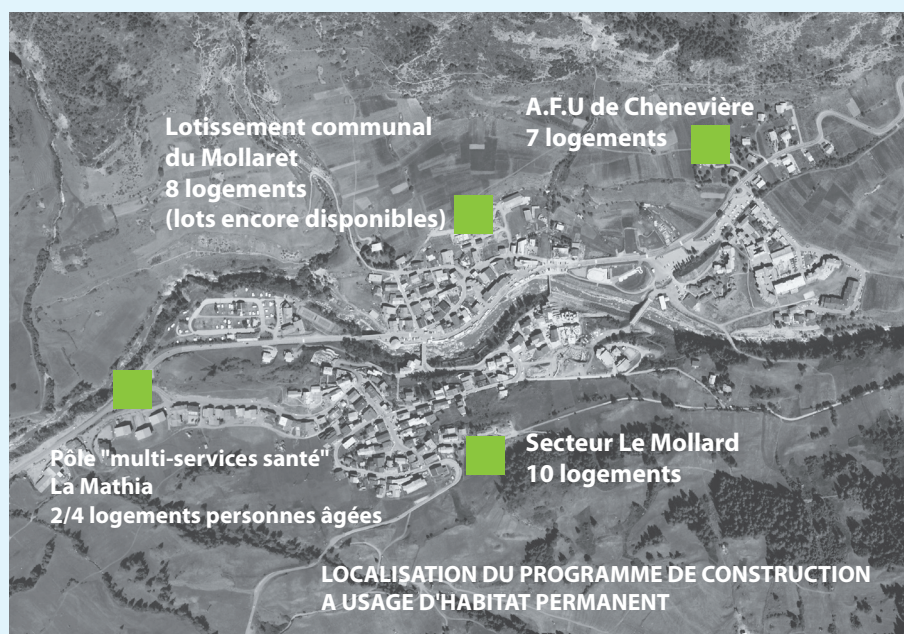 A.F.U de Chenevière
7 logements
Lotissement communal
du Mollaret
8 logements
(lots encore disponibles)
Secteur Le Mollard
10 logements
Pôle "multi-services santé"
La Mathia
2/4 logements personnes âgées
LOCALISATION DU PROGRAMME DE CONSTRUCTION
A USAGE D'HABITAT PERMANENT